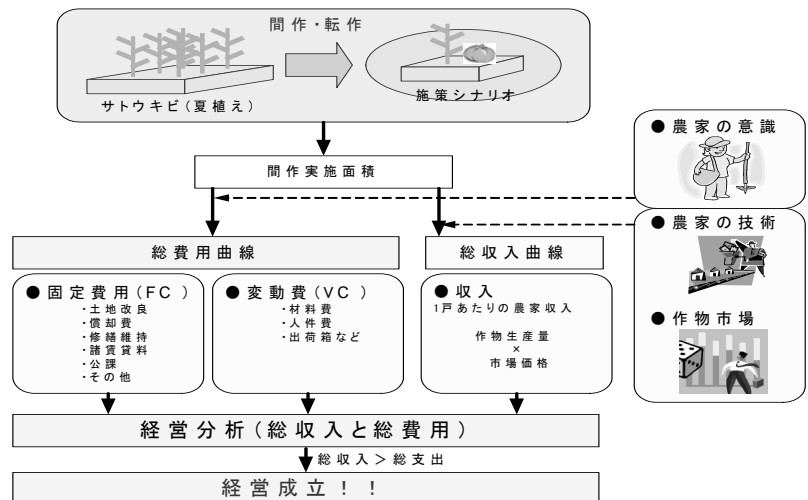 間作・転作
サトウキビ(夏植え)
施策シナリオ
間作実施面積
●農家の意識
●農家の技術
●作物市場
総費用曲線
総収入曲線
●固定費用(FC)
・土地改良
・償却費
・修繕維持
・諸賃貸料
・公課
・その他
●変動費(VC)
・材料費
・人件費
・出荷箱など
●収入
1戸あたりの農家収入
作物生産量
×
市場価格
経営分析(総収入と総費用)
総収入>総支出
経営成立!!